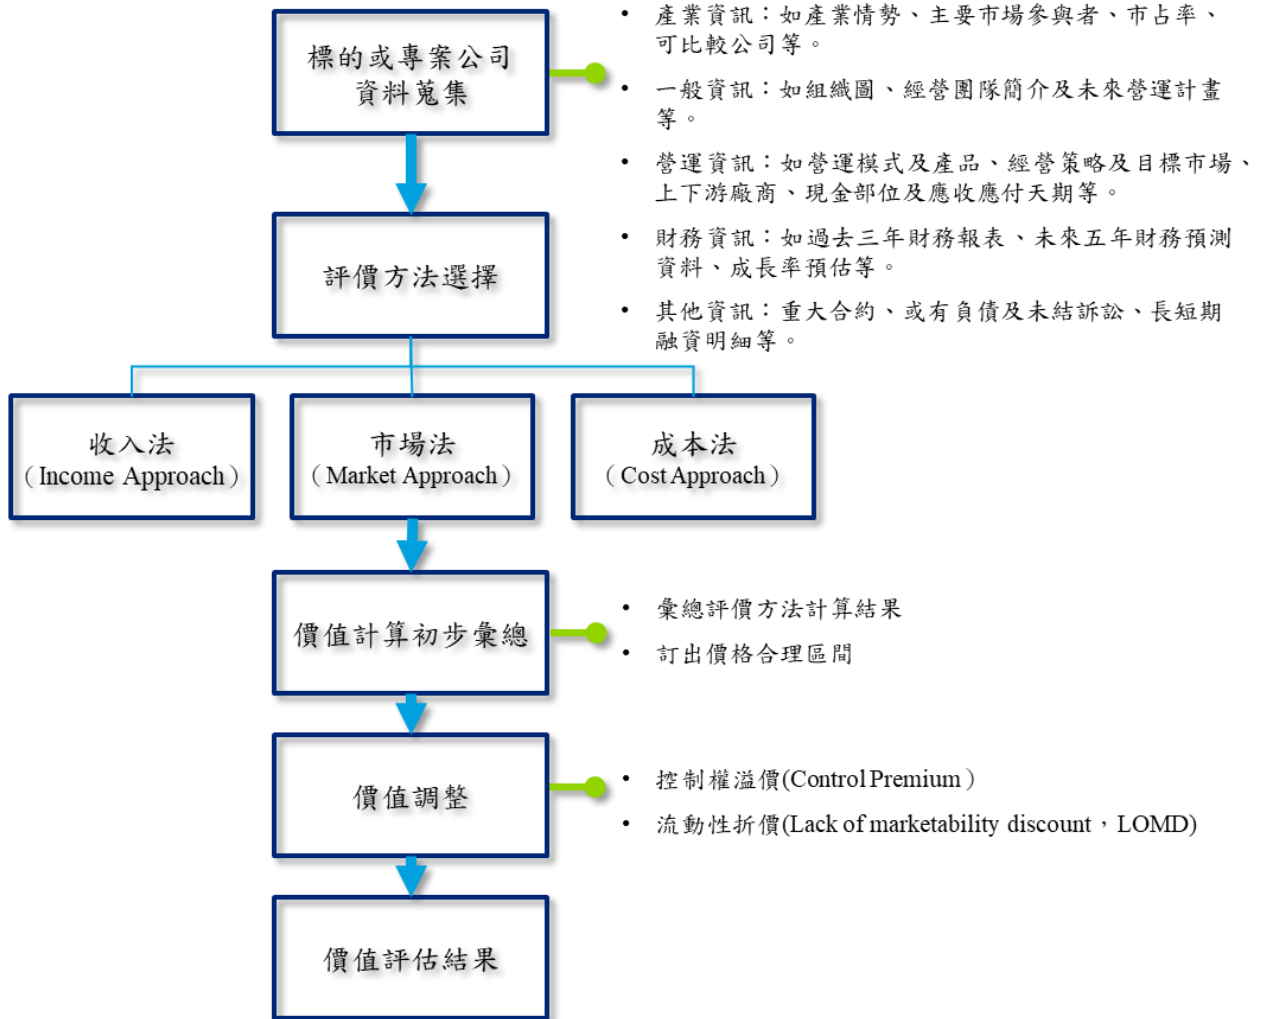 標的或專案公司
資料蒐集
• 產業資訊：如產業情勢、主要市場參與者、市占率、
可比較公司等。
• 一般資訊：如組織圖、經營團隊簡介及未來營運計畫
等。
• 營運資訊：如營運模式及產品、經營策略及目標市場、
上下游廠商、現金部位及應收應付天期等。
• 財務資訊：如過去三年財務報表、未來五年財務預測
資料、成長率預估等。
• 其他資訊：重大合約、或有負債及未結訴訟、長短期
融資明細等。
評價方法選擇
收入法
（Income Approach）
市場法
（Market Approach）
成本法
（Cost Approach）
價值計算初步彙總
• 彙總評價方法計算結果
• 訂出價格合理區間
價值調整
• 控制權溢價(Control Premium）
• 流動性折價(Lack of marketability discount，LOMD)
價值評估結果